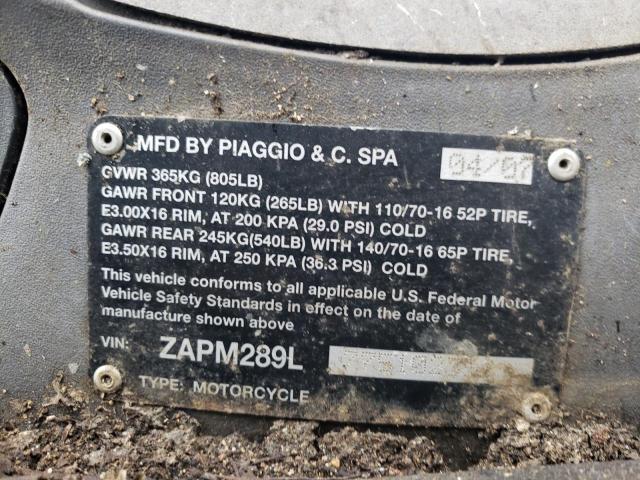 MFD BY PIAGGIO & C. SPA 04/07
GVWR 365KG (805LB)
GAWR FRONT 120KG (265LB) WITH 110/70-16 52P TIRE,
E3.00X16 RIM, AT 200 KPA (29.0 PSI) COLD
GAWR REAR 245KG(540LB) WITH 140/70-16 65P TIRE,
E3.50X16 RIM, AT 250 KPA (36.3 PSI) COLD
This vehicle conforms to all applicable U.S. Federal Motor
Vehicle Safety Standards in effect on the date of
manufacture shown above
VIN: ZAPM289L
TYPE: MOTORCYCLE